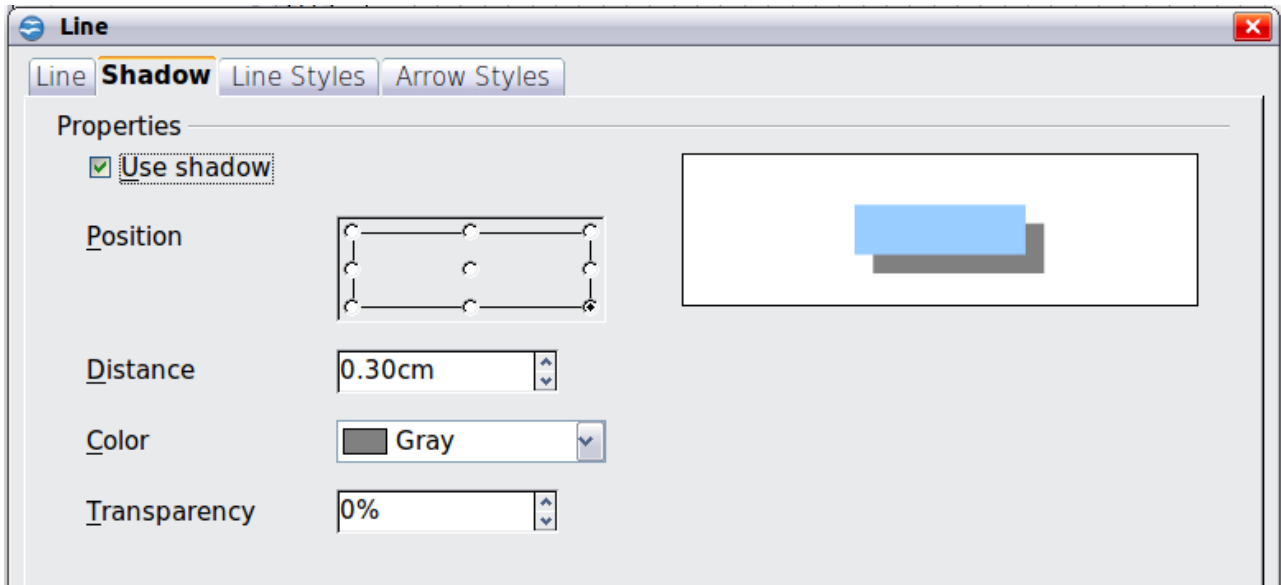 Line
Line Shadow Line Styles Arrow Styles
Properties
Use shadow
Position
Distance 0.30cm
Color Gray
Transparency 0%